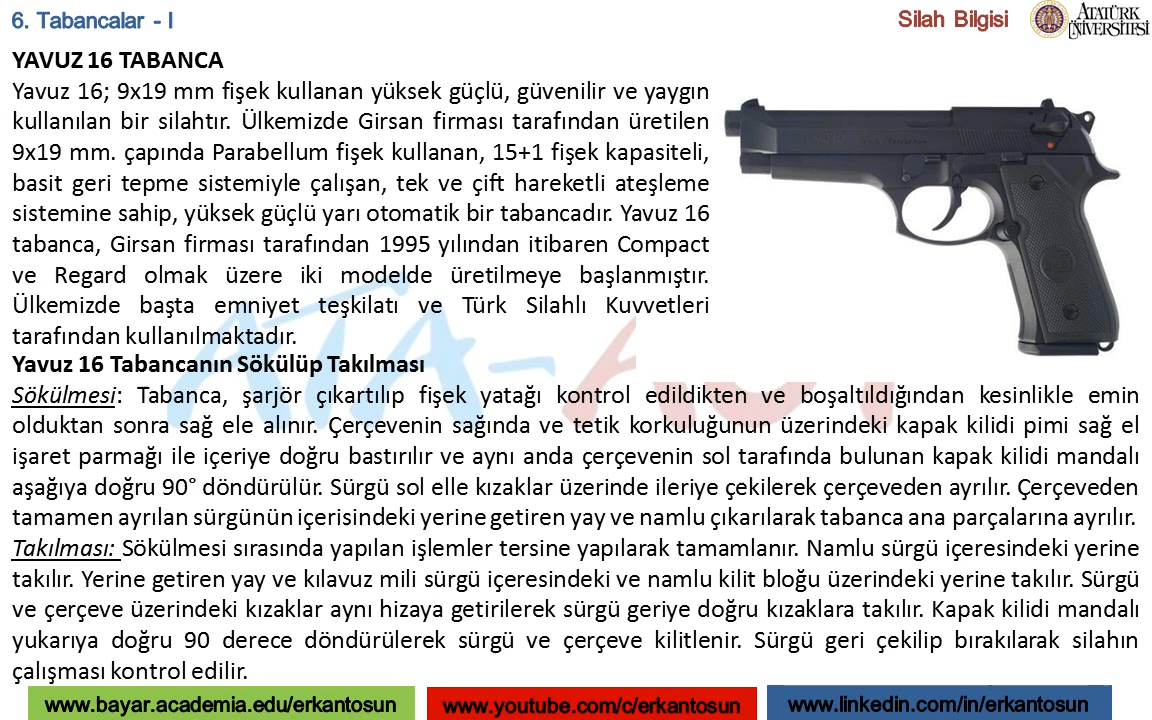 6. Tabancalar - I
Silah Bilgisi
ATATÜRK
ÜNİVERSİTESİ
YAVUZ 16 TABANCA
Yavuz 16; 9x19 mm fişek kullanan yüksek güçlü, güvenilir ve yaygın
kullanılan bir silahtır. Ülkemizde Girsan firması tarafından üretilen
9x19 mm. çapında Parabellum fişek kullanan, 15+1 fişek kapasiteli,
basit geri tepme sistemiyle çalışan, tek ve çift hareketli ateşleme
sistemine sahip, yüksek güçlü yarı otomatik bir tabancadır. Yavuz 16
tabanca, Girsan firması tarafından 1995 yılından itibaren Compact
ve Regard olmak üzere iki modelde üretilmeye başlanmıştır.
Ülkemizde başta emniyet teşkilatı ve Türk Silahlı Kuvvetleri
tarafından kullanılmaktadır.
Yavuz 16 Tabancanın Sökülüp Takılması
Sökülmesi: Tabanca, şarjör çıkartılıp fişek yatağı kontrol edildikten ve boşaltıldığından kesinlikle emin
olduktan sonra sağ ele alınır. Çerçevenin sağında ve tetik korkuluğunun üzerindeki kapak kilidi pimi sağ el
işaret parmağı ile içeriye doğru bastırılır ve aynı anda çerçevenin sol tarafında bulunan kapak kilidi mandalı
aşağıya doğru 90° döndürülür. Sürgü sol elle kızaklar üzerinde ileriye çekilerek çerçeveden ayrılır. Çerçeveden
tamamen ayrılan sürgünün içerisindeki yerine getiren yay ve namlu çıkarılarak tabanca ana parçalarına ayrılır.
Takılması: Sökülmesi sırasında yapılan işlemler tersine yapılarak tamamlanır. Namlu sürgü içeresindeki yerine
takılır. Yerine getiren yay ve kılavuz mili sürgü içeresindeki ve namlu kilit bloğu üzerindeki yerine takılır. Sürgü
ve çerçeve üzerindeki kızaklar aynı hizaya getirilerek sürgü geriye doğru kızaklara takılır. Kapak kilidi mandalı
yukarıya doğru 90 derece döndürülerek sürgü ve çerçeve kilitlenir. Sürgü geri çekilip bırakılarak silahın
çalışması kontrol edilir.
www.bayar.academia.edu/erkantosun
www.youtube.com/c/erkantosun
www.linkedin.com/in/erkantosun